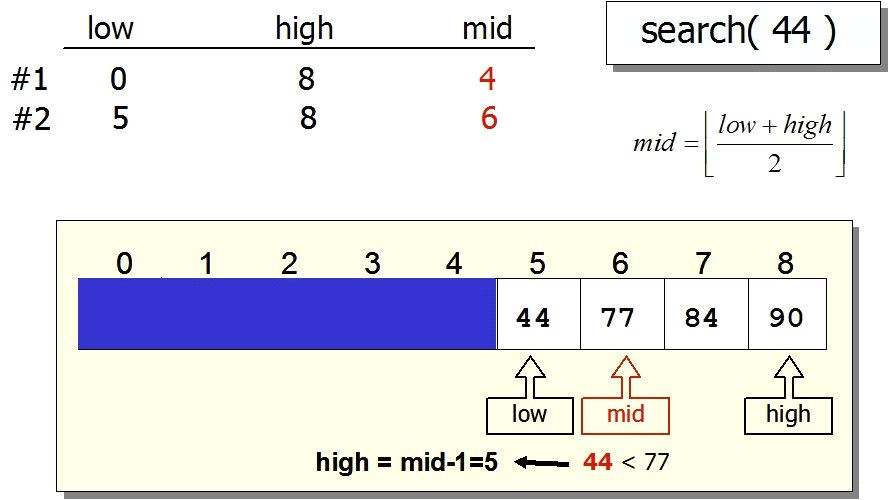 low high mid
search( 44 )
#1 0 8 4
#2 5 8 6
mid = ⌊(low + high)/2⌋
0 1 2 3 4 5 6 7 8
44 77 84 90
low mid high
high = mid-1=5 44 < 77